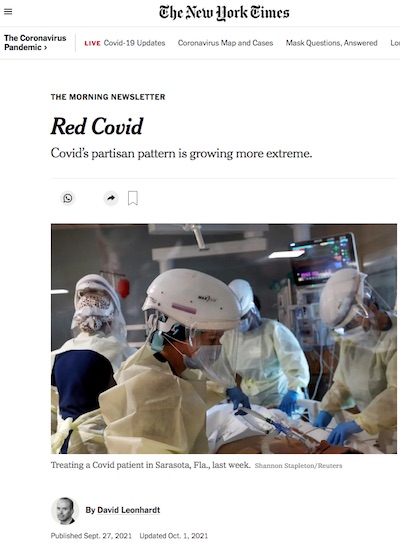 The New York Times
The Coronavirus
Pandemic ›
LIVE Covid-19 Updates
Coronavirus Map and Cases
Mask Questions, Answered
THE MORNING NEWSLETTER
Red Covid
Covid's partisan pattern is growing more extreme.
Treating a Covid patient in Sarasota, Fla., last week. Shannon Stapleton/Reuters
By David Leonhardt
Published Sept. 27, 2021 Updated Oct. 1, 2021